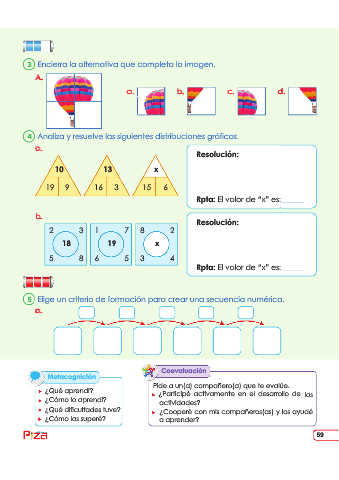 3 Encierra la alternativa que completa la imagen.
A.
a. b. c. d.
4 Analiza y resuelve las siguientes distribuciones gráficas.
a.
10 13 x
19 9 16 3 15 6
Resolución:
Rpta: El valor de “x” es:______
b.
2 3 1 7 8 2
18 19 x
5 8 6 5 3 4
Resolución:
Rpta: El valor de “x” es:______
5 Elige un criterio de formación para crear una secuencia numérica.
a.
Metacognición
¿Qué aprendí?
¿Cómo lo aprendí?
¿Qué dificultades tuve?
¿Cómo las superé?
Coevaluación
Pide a un(a) compañero(a) que te evalúe.
¿Participé activamente en el desarrollo de las
actividades?
¿Cooperé con mis compañeros(as) y los ayudé
a aprender?
59